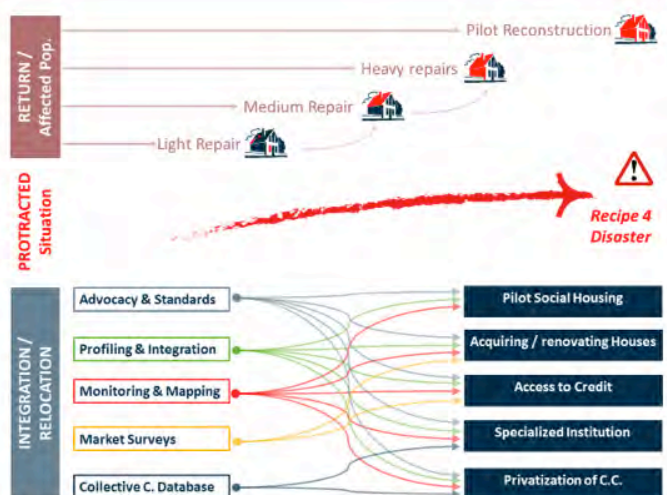 RETURN /
Affected Pop.
Pilot Reconstruction
Heavy repairs
Medium Repair
Light Repair
PROTRACTED
Situation
Recipe 4
Disaster
INTEGRATION /
RELOCATION
Advocacy & Standards
Profiling & Integration
Monitoring & Mapping
Market Surveys
Collective C. Database
Pilot Social Housing
Acquiring / renovating Houses
Access to Credit
Specialized Institution
Privatization of C.C.